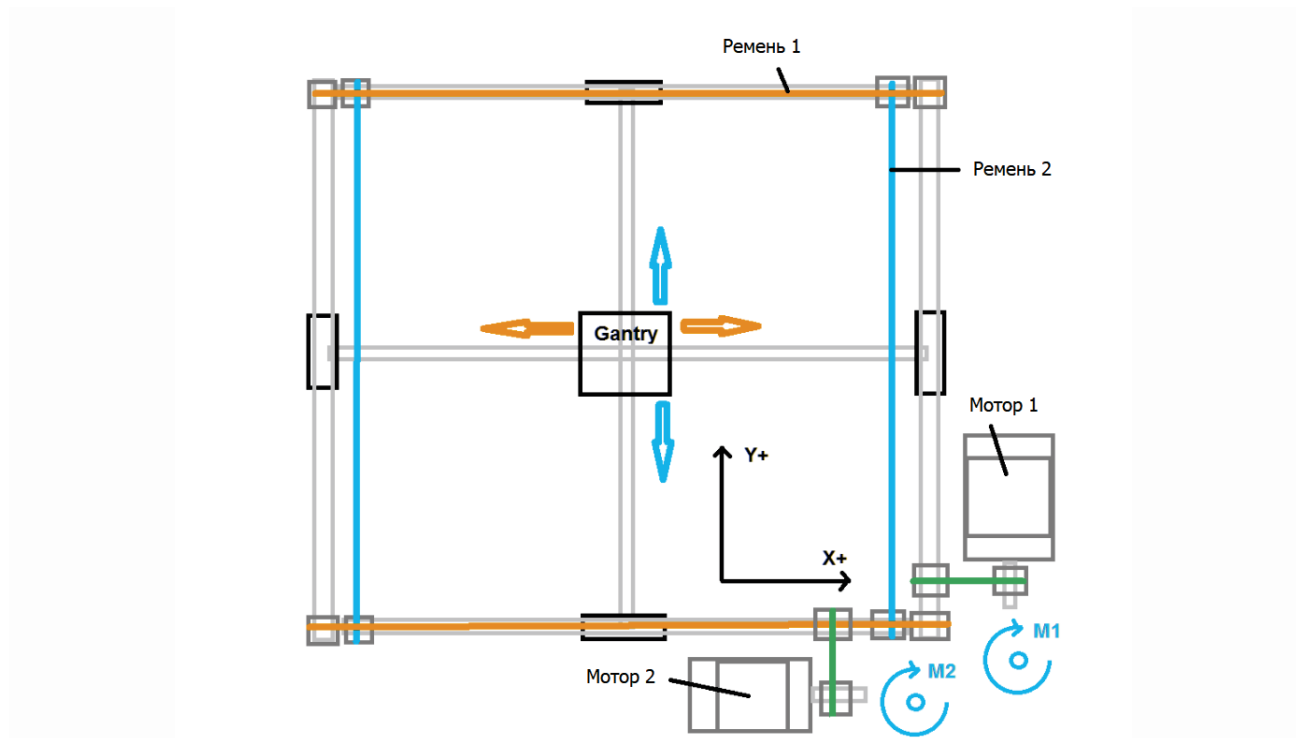 Ремень 1
Ремень 2
Gantry
Мотор 1
Y+
X+
M1
Мотор 2
M2